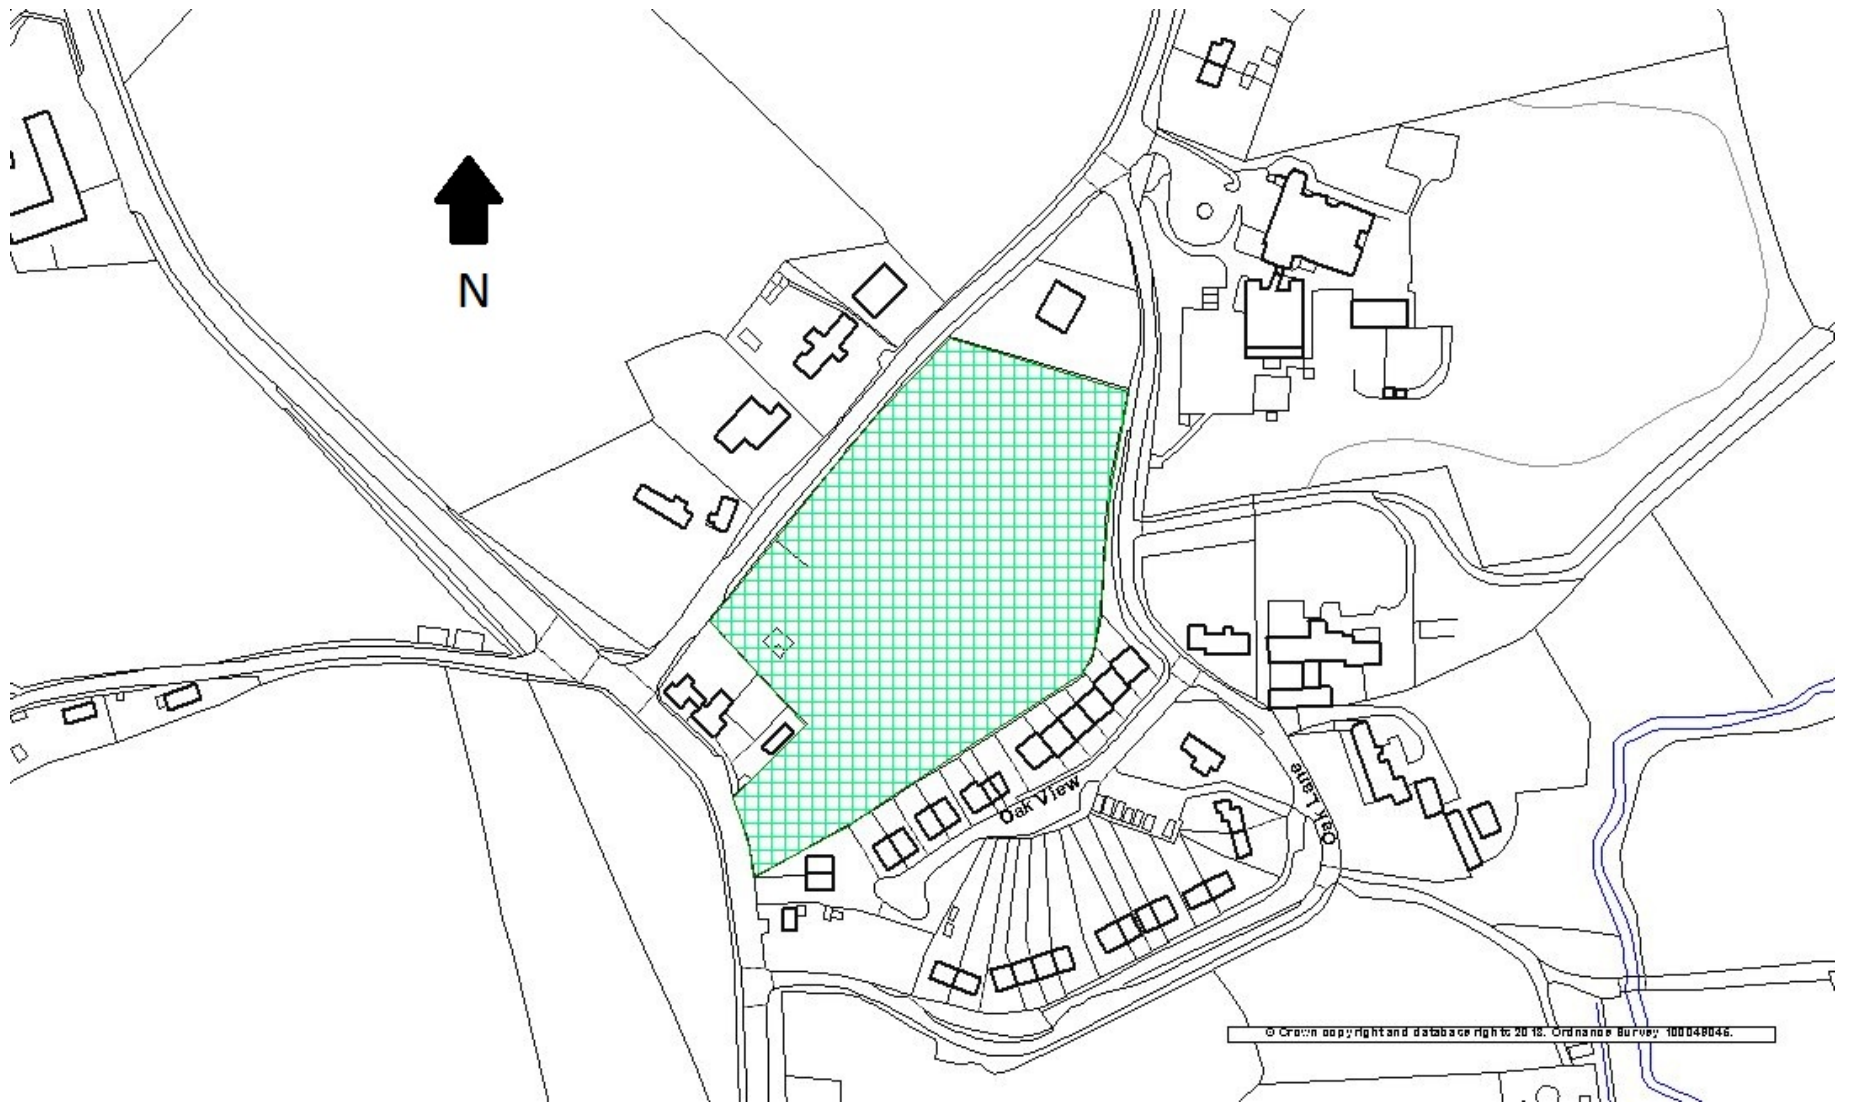 N
Oak View
Oak Lane
© Crown copyright and database rights 2018. Ordnance Survey 100049046.